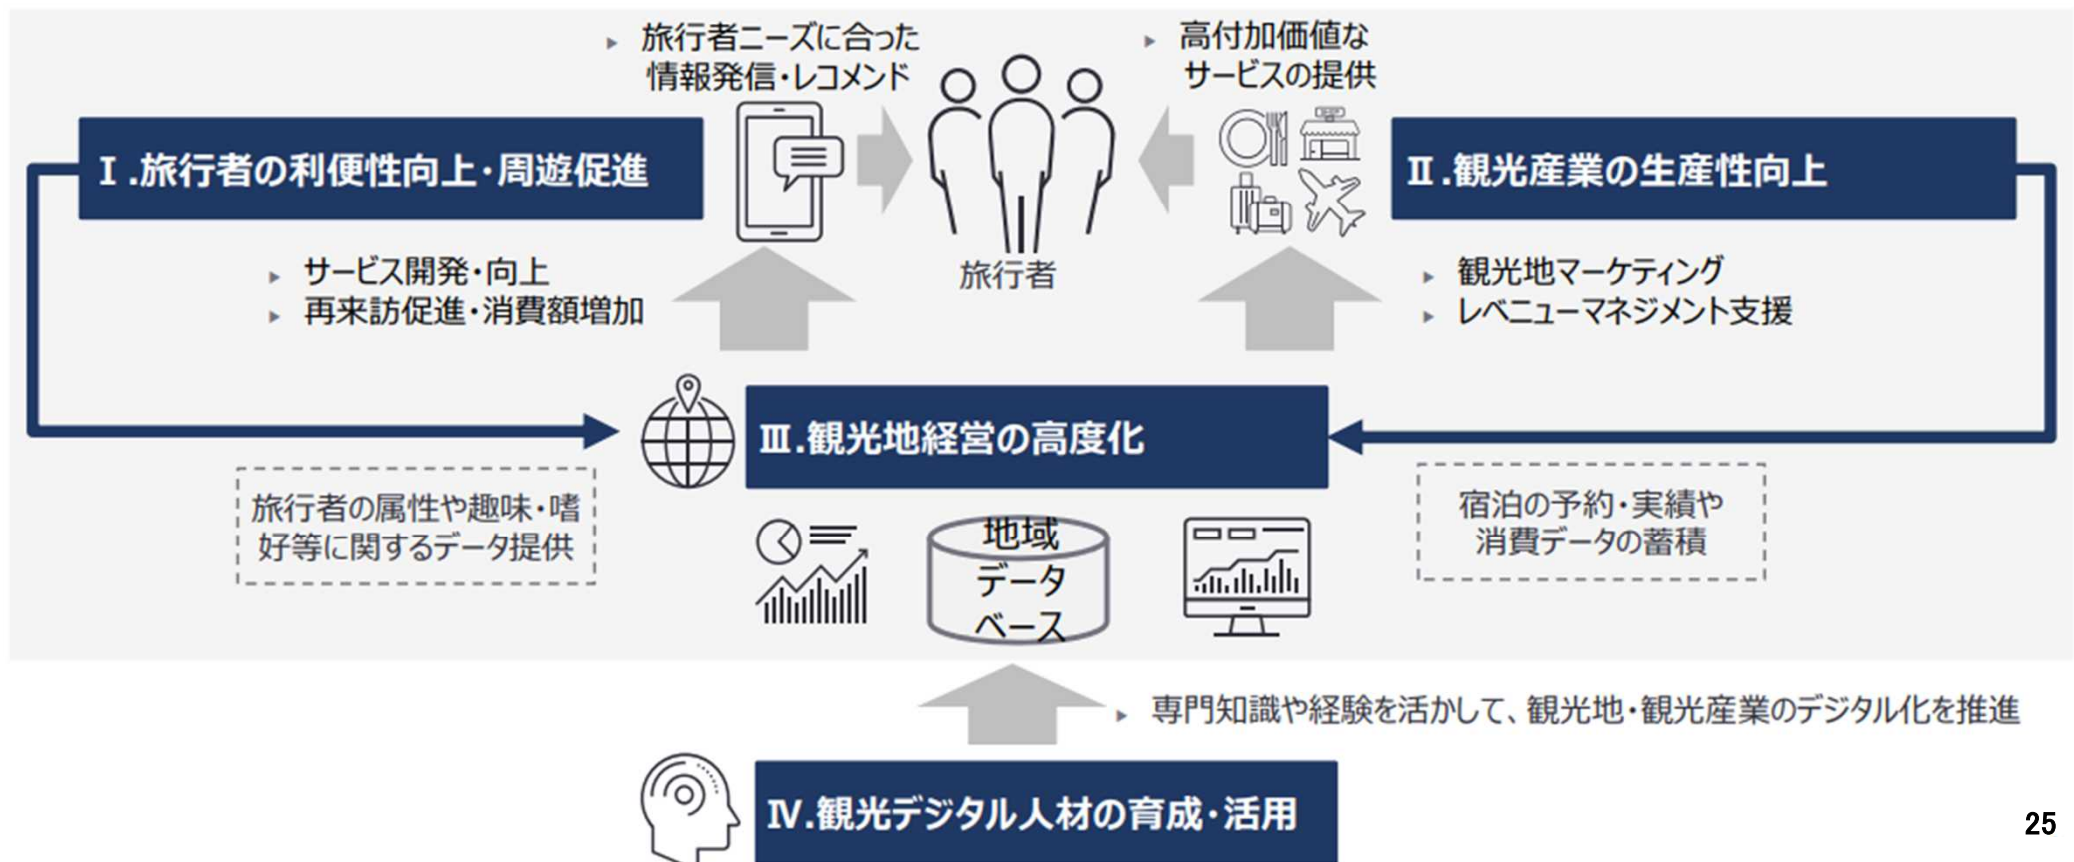 ▸ 旅行者ニーズに合った
情報発信・レコメンド
▸ 高付加価値な
サービスの提供
Ⅰ.旅行者の利便性向上・周遊促進
旅行者
Ⅱ.観光産業の生産性向上
▸ サービス開発・向上
▸ 再来訪促進・消費額増加
▸ 観光地マーケティング
▸ レベニューマネジメント支援
Ⅲ.観光地経営の高度化
旅行者の属性や趣味・嗜
好等に関するデータ提供
地域
データ
ベース
宿泊の予約・実績や
消費データの蓄積
▸ 専門知識や経験を活かして、観光地・観光産業のデジタル化を推進
Ⅳ.観光デジタル人材の育成・活用
25